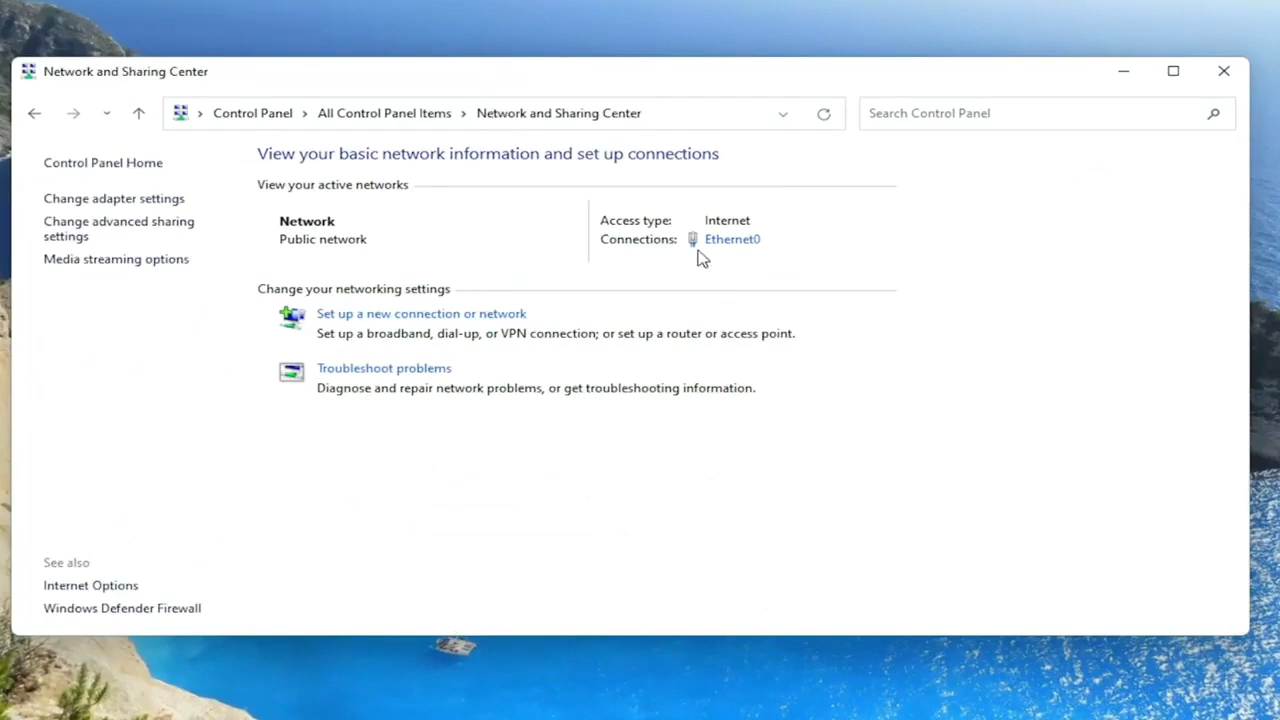 Network and Sharing Center
Control Panel > All Control Panel Items > Network and Sharing Center
Search Control Panel
Control Panel Home
Change adapter settings
Change advanced sharing
settings
Media streaming options
View your basic network information and set up connections
View your active networks
Network
Public network
Access type: Internet
Connections: Ethernet0
Change your networking settings
Set up a new connection or network
Set up a broadband, dial-up, or VPN connection; or set up a router or access point.
Troubleshoot problems
Diagnose and repair network problems, or get troubleshooting information.
See also
Internet Options
Windows Defender Firewall